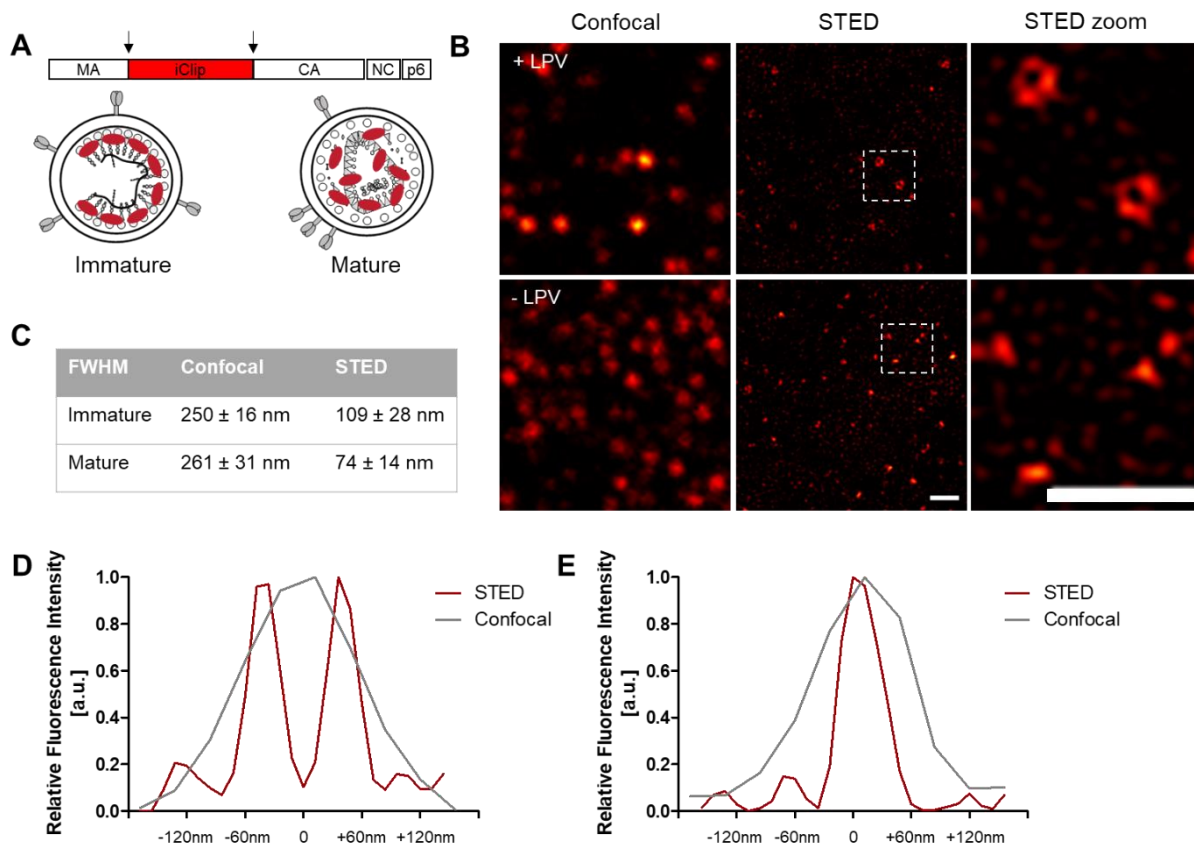 A
MA iClip CA NC p6
Immature Mature
B
Confocal STED STED zoom
+ LPV
- LPV
C
FWHM Confocal STED
Immature 250 ± 16 nm 109 ± 28 nm
Mature 261 ± 31 nm 74 ± 14 nm
D
Relative Fluorescence Intensity
[a.u.]
1.0
0.8
0.6
0.4
0.2
0.0
-120nm -60nm 0 +60nm +120nm
STED
Confocal
E
Relative Fluorescence Intensity
[a.u.]
1.0
0.8
0.6
0.4
0.2
0.0
-120nm -60nm 0 +60nm +120nm
STED
Confocal